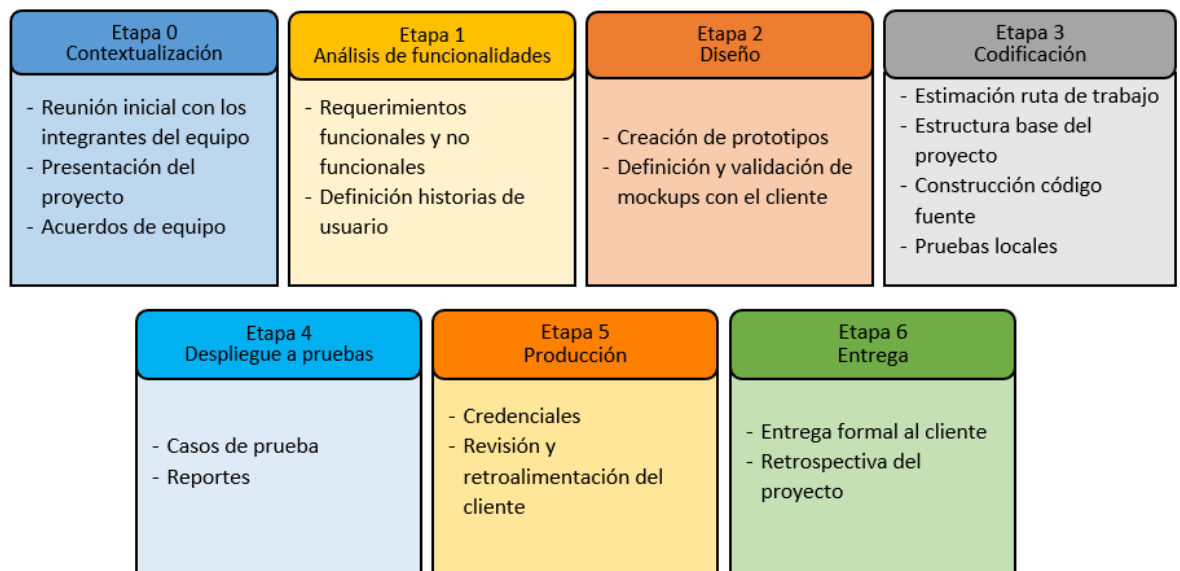 Etapa 0
Contextualización
- Reunión inicial con los
integrantes del equipo
- Presentación del
proyecto
- Acuerdos de equipo
Etapa 1
Análisis de funcionalidades
- Requerimientos
funcionales y no
funcionales
- Definición historias de
usuario
Etapa 2
Diseño
- Creación de prototipos
- Definición y validación de
mockups con el cliente
Etapa 3
Codificación
- Estimación ruta de trabajo
- Estructura base del
proyecto
- Construcción código
fuente
- Pruebas locales
Etapa 4
Despliegue a pruebas
- Casos de prueba
- Reportes
Etapa 5
Producción
- Credenciales
- Revisión y
retroalimentación del
cliente
Etapa 6
Entrega
- Entrega formal al cliente
- Retrospectiva del
proyecto